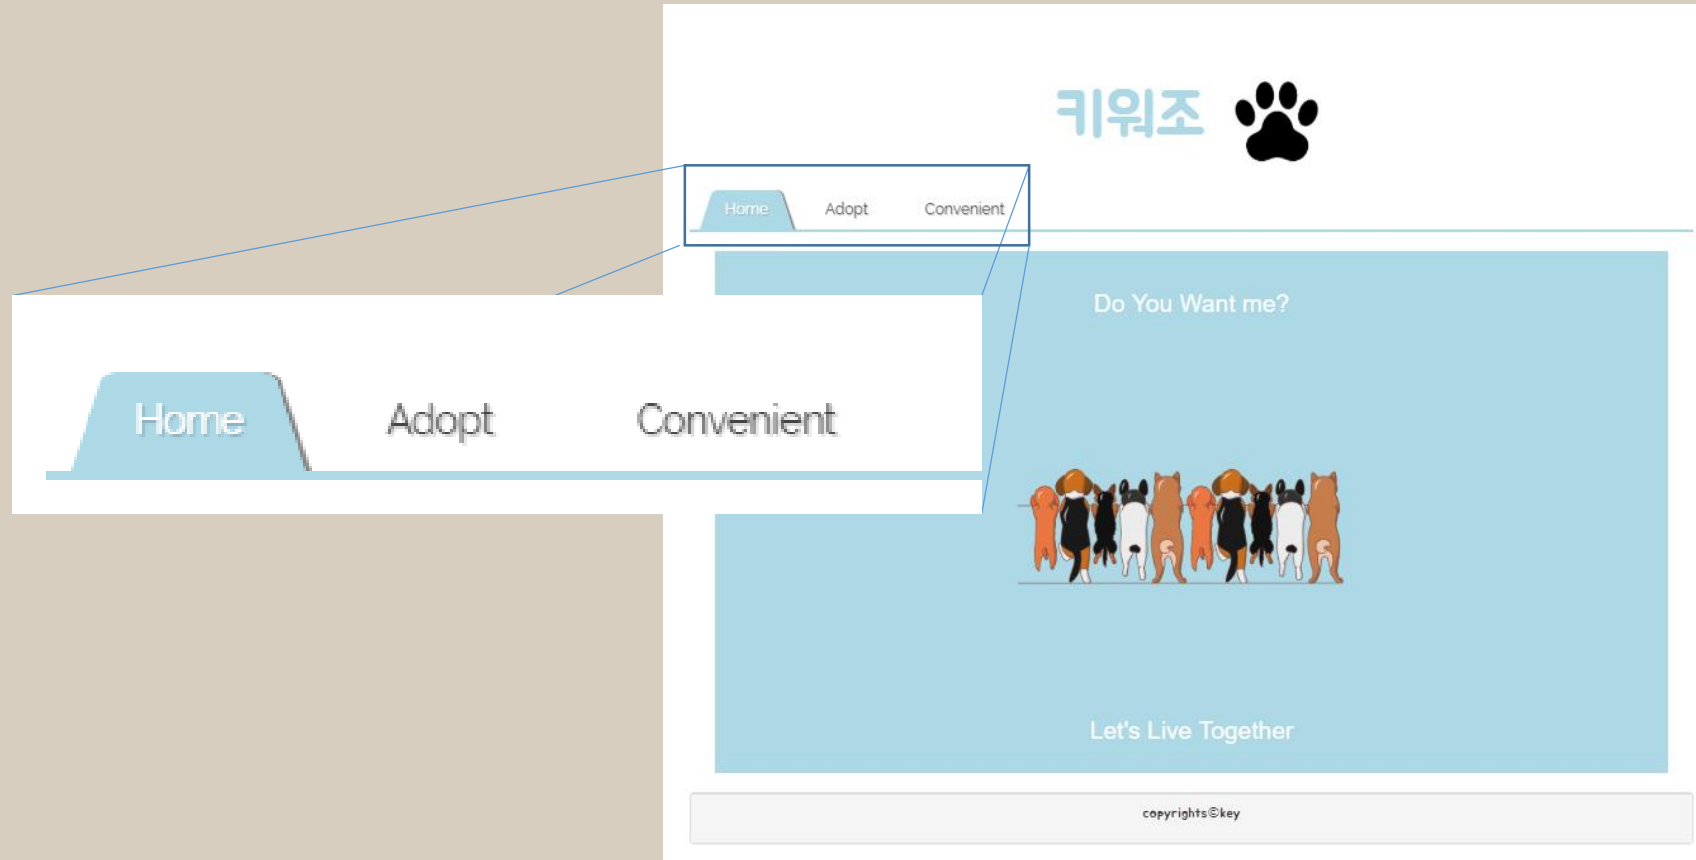 키워조
Home Adopt Convenient
Do You Want me?
Home Adopt Convenient
Let's Live Together
copyrights©key